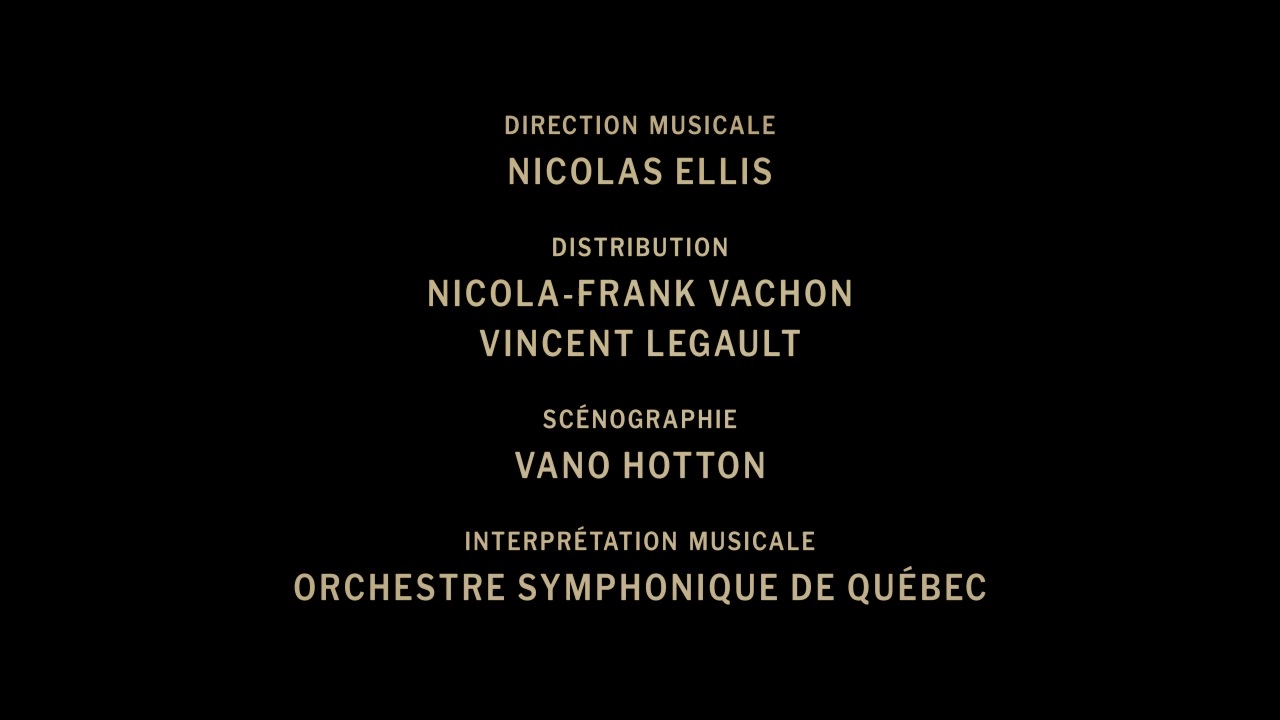 DIRECTION MUSICALE
NICOLAS ELLIS
DISTRIBUTION
NICOLA-FRANK VACHON
VINCENT LEGAULT
SCÉNOGRAPHIE
VANO HOTTON
INTERPRÉTATION MUSICALE
ORCHESTRE SYMPHONIQUE DE QUÉBEC